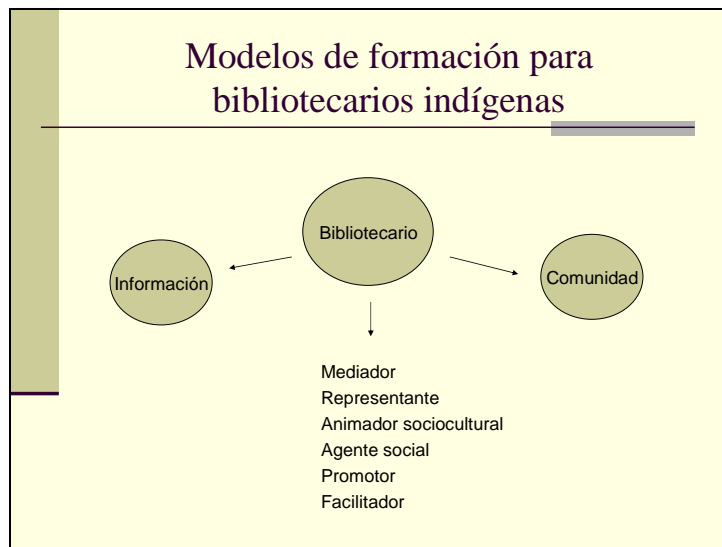 Modelos de formación para
bibliotecarios indígenas
Bibliotecario
Información
Comunidad
Mediador
Representante
Animador sociocultural
Agente social
Promotor
Facilitador